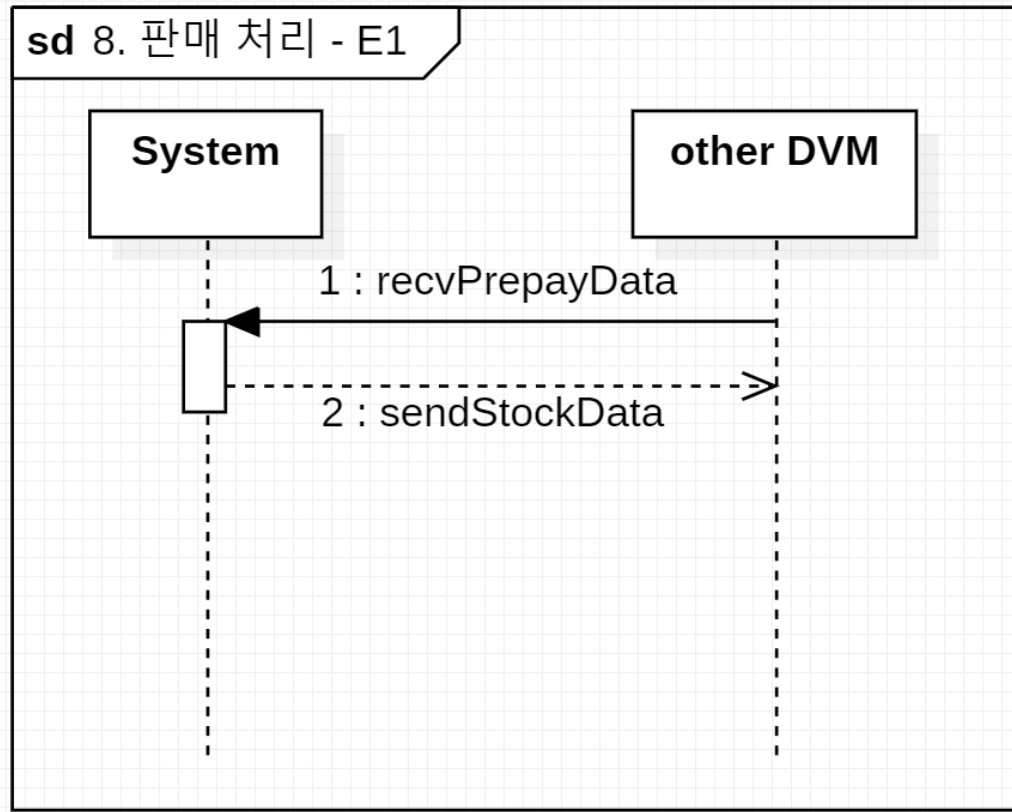 sd 8. 판매 처리 - E1
System
other DVM
1 : recvPrepayData
2 : sendStockData